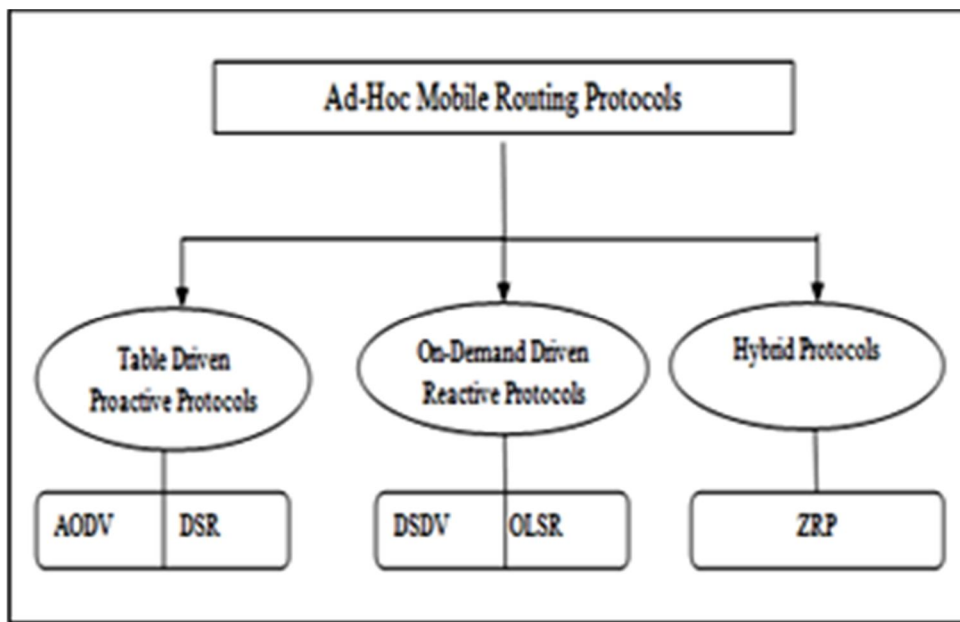 Ad-Hoc Mobile Routing Protocols
Table Driven
Proactive Protocols
On-Demand Driven
Reactive Protocols
Hybrid Protocols
AODV DSR
DSDV OLSR
ZRP